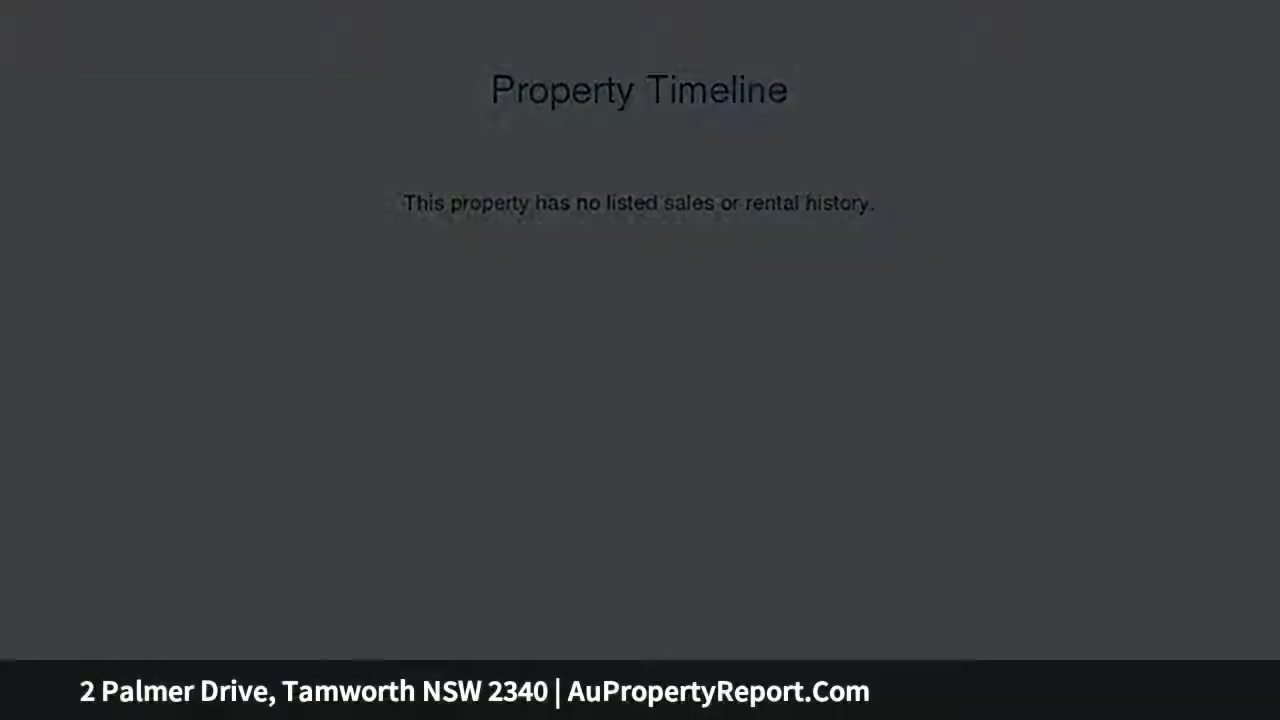 Property Timeline
This property has no listed sales or rental history.
2 Palmer Drive, Tamworth NSW 2340 | AuPropertyReport.Com